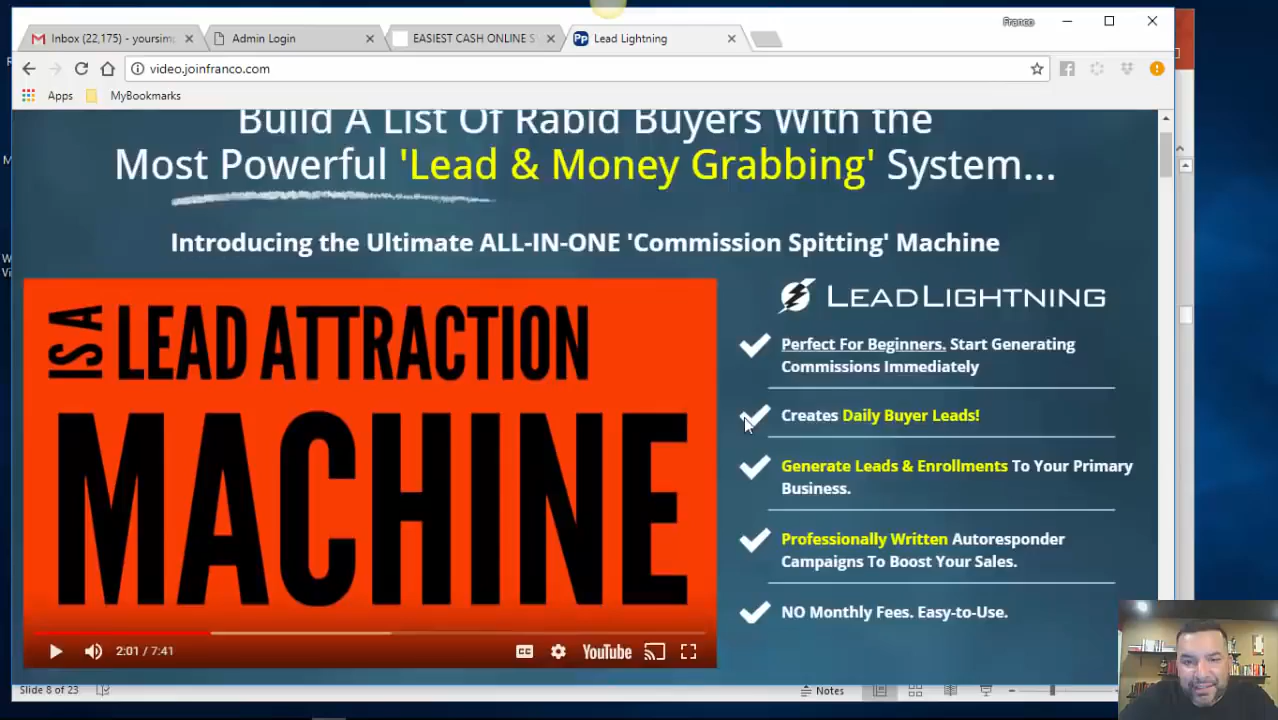 Franco
Inbox (22,175) - yoursim
Admin Login
EASIEST CASH ONLINE S
Lead Lightning
video.joinfranco.com
Apps
MyBookmarks
Build A List Of Rabid Buyers With the
Most Powerful 'Lead & Money Grabbing' System...
Introducing the Ultimate ALL-IN-ONE 'Commission Spitting' Machine
IS A LEAD ATTRACTION
MACHINE
2:01 / 7:41
CC
YouTube
LEADLIGHTNING
Perfect For Beginners. Start Generating
Commissions Immediately
Creates Daily Buyer Leads!
Generate Leads & Enrollments To Your Primary
Business.
Professionally Written Autoresponder
Campaigns To Boost Your Sales.
NO Monthly Fees. Easy-to-Use.
Slide 8 of 23
Notes